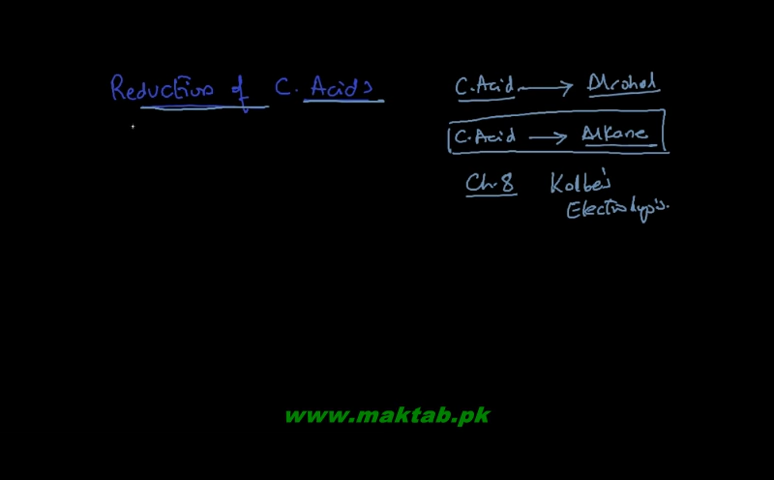 Reduction of C. Acids
C.Acid → Alcohol
C.Acid → Alkane
Ch.8 Kolbe's
Electrolysis.
www.maktab.pk